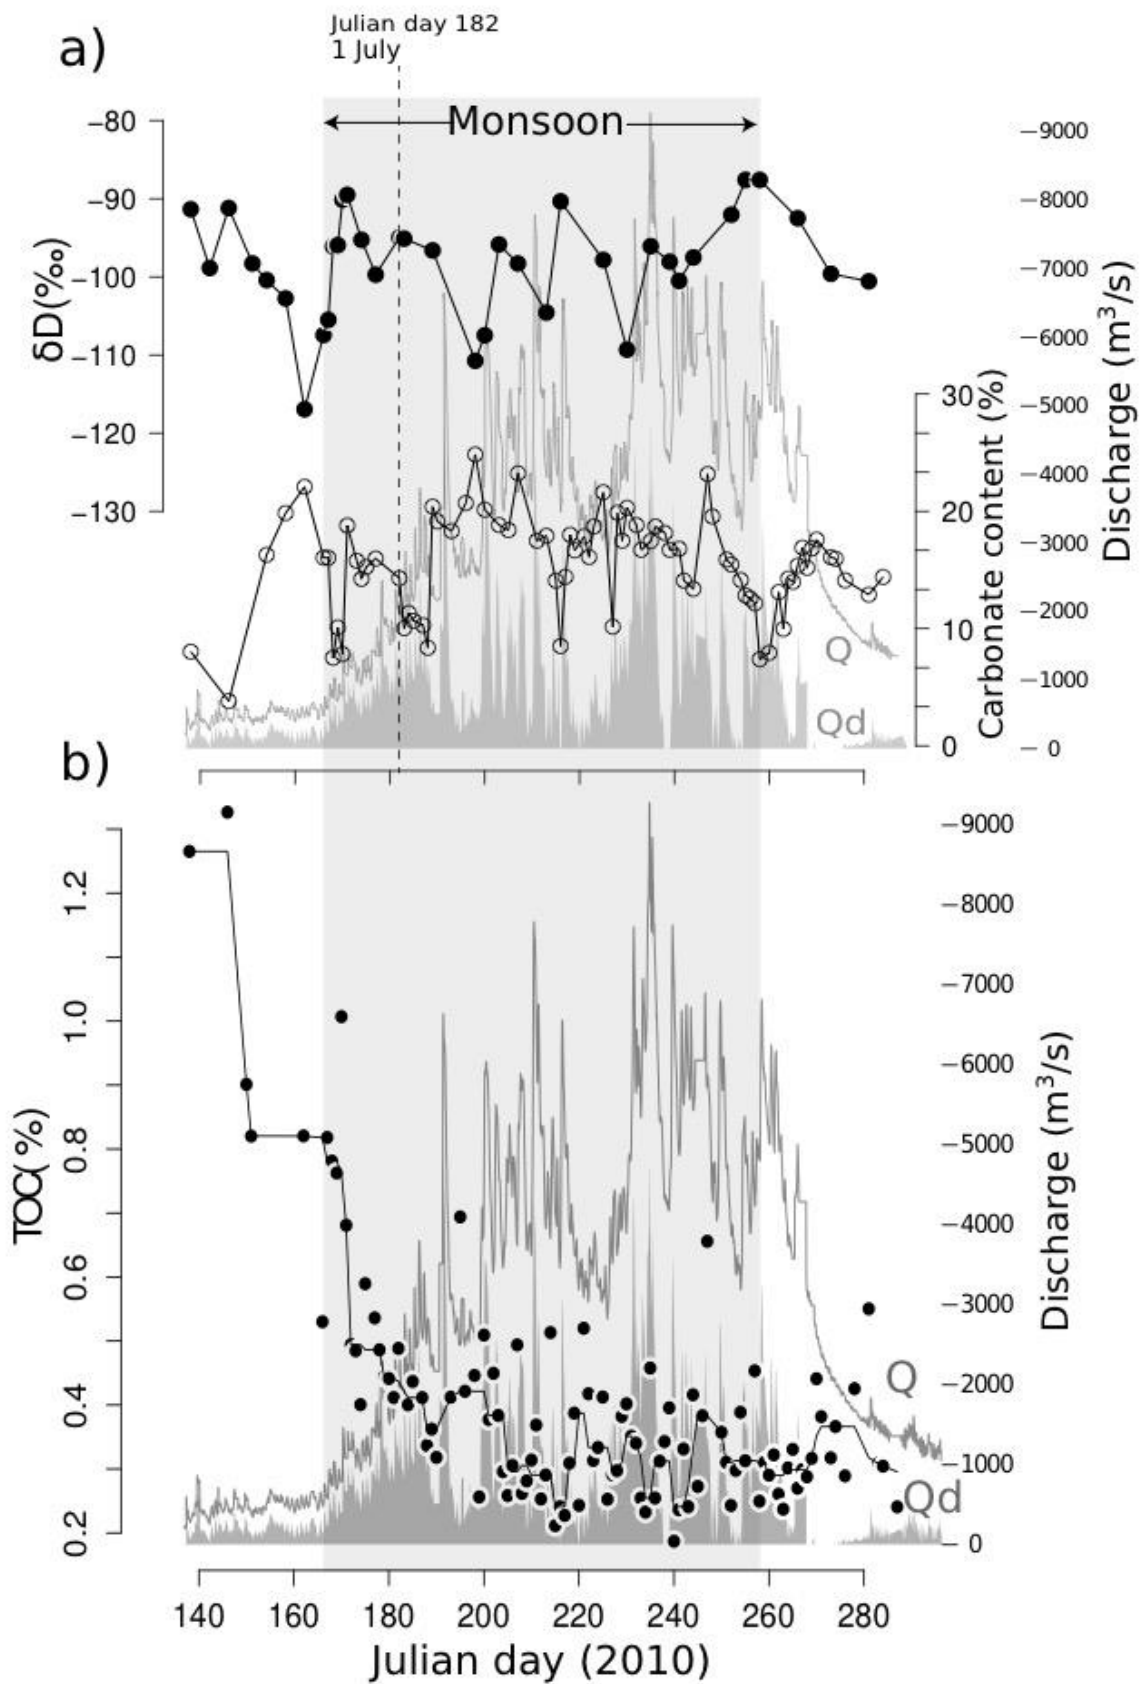 Julian day 182
1 July
a)
Monsoon
−80
−90
−100
−110
−120
−130
δD(‰)
30
20
10
0
Carbonate content (%)
−9000
−8000
−7000
−6000
−5000
−4000
−3000
−2000
−1000
− 0
Discharge (m³/s)
Q
Qd
b)
1.2
1.0
0.8
0.6
0.4
0.2
TOC(%)
−9000
−8000
−7000
−6000
−5000
−4000
−3000
−2000
−1000
− 0
Discharge (m³/s)
Q
Qd
140 160 180 200 220 240 260 280
Julian day (2010)